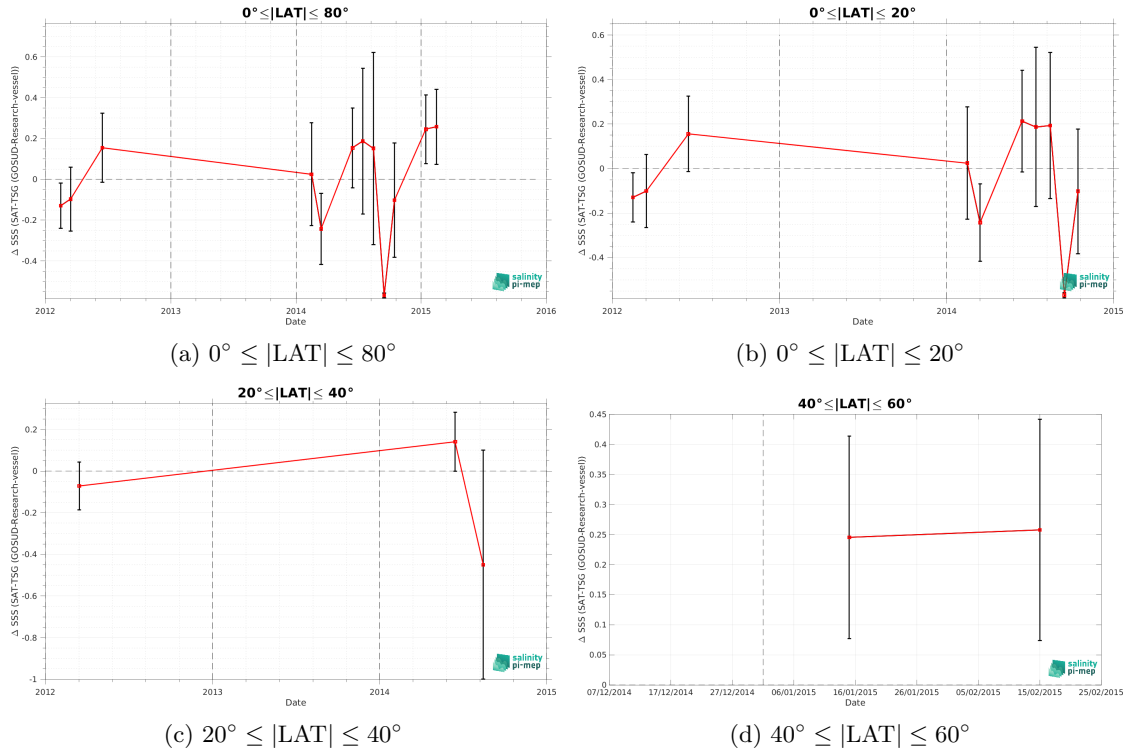 0°≤|LAT|≤ 80°
Δ SSS (SAT-TSG (GOSUD-Research-vessel))
0.6
0.4
0.2
0
-0.2
-0.4
2012
2013
2014
2015
2016
Date
salinity
pi-mep
(a) 0° ≤ |LAT| ≤ 80°
0°≤|LAT|≤ 20°
Δ SSS (SAT-TSG (GOSUD-Research-vessel))
0.6
0.4
0.2
0
-0.2
-0.4
2012
2013
2014
2015
Date
salinity
pi-mep
(b) 0° ≤ |LAT| ≤ 20°
20°≤|LAT|≤ 40°
Δ SSS (SAT-TSG (GOSUD-Research-vessel))
0.2
0
-0.2
-0.4
-0.6
-0.8
-1
2012
2013
2014
2015
Date
salinity
pi-mep
(c) 20° ≤ |LAT| ≤ 40°
40°≤|LAT|≤ 60°
Δ SSS (SAT-TSG (GOSUD-Research-vessel))
0.45
0.4
0.35
0.3
0.25
0.2
0.15
0.1
0.05
0
07/12/2014
17/12/2014
27/12/2014
06/01/2015
16/01/2015
26/01/2015
05/02/2015
15/02/2015
25/02/2015
Date
salinity
pi-mep
(d) 40° ≤ |LAT| ≤ 60°